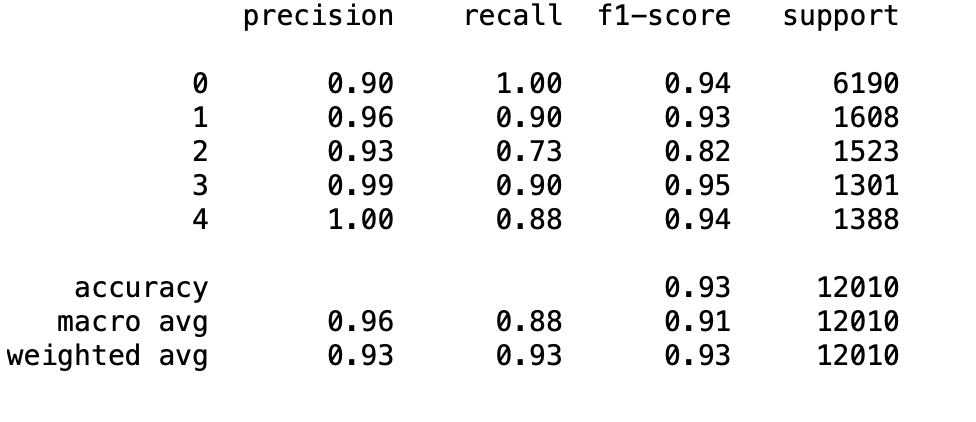 precision recall f1-score support
0 0.90 1.00 0.94 6190
1 0.96 0.90 0.93 1608
2 0.93 0.73 0.82 1523
3 0.99 0.90 0.95 1301
4 1.00 0.88 0.94 1388
accuracy 0.93 12010
macro avg 0.96 0.88 0.91 12010
weighted avg 0.93 0.93 0.93 12010